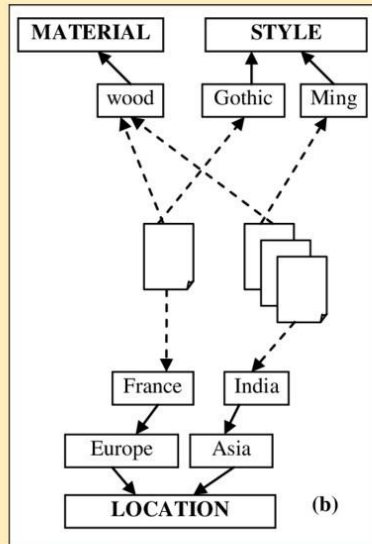 MATERIAL STYLE
wood Gothic Ming
France India
Europe Asia
LOCATION (b)